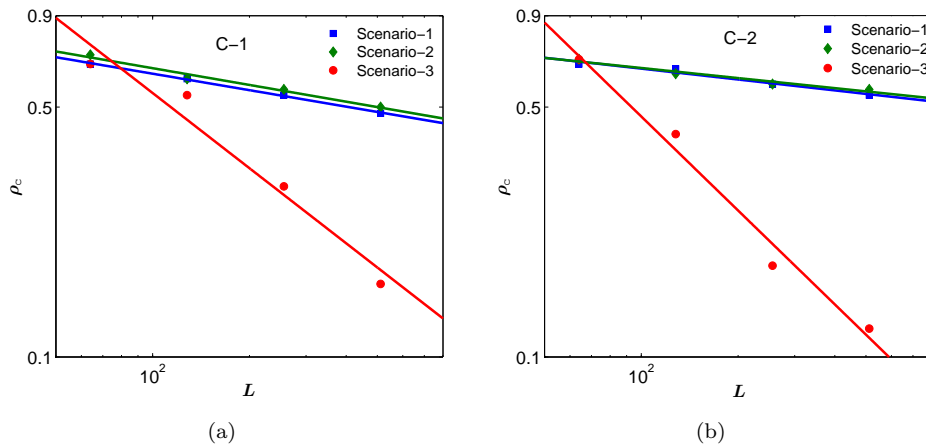 0.9
C−1
Scenario−1
Scenario−2
Scenario−3
0.5
ρc
0.1
10²
L
(a)
0.9
C−2
Scenario−1
Scenario−2
Scenario−3
0.5
ρc
0.1
10²
L
(b)